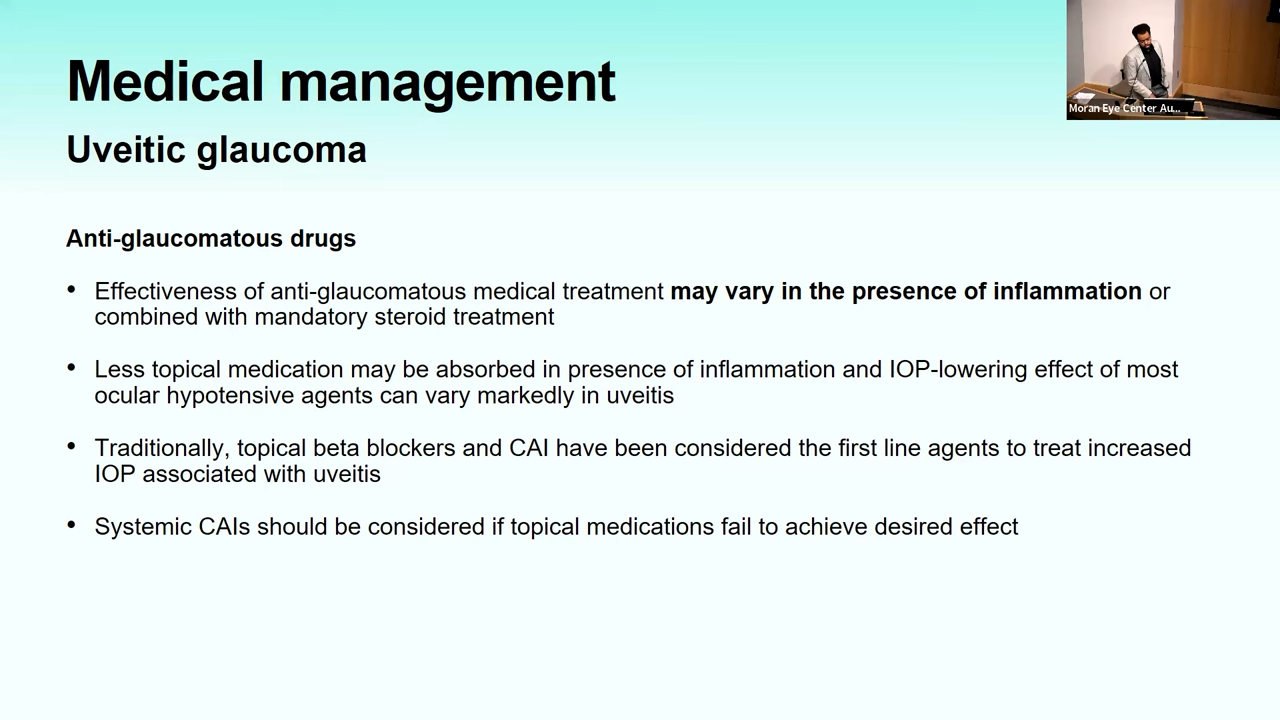 Medical management
Uveitic glaucoma
Moran Eye Center Au...
Anti-glaucomatous drugs
• Effectiveness of anti-glaucomatous medical treatment may vary in the presence of inflammation or
combined with mandatory steroid treatment
• Less topical medication may be absorbed in presence of inflammation and IOP-lowering effect of most
ocular hypotensive agents can vary markedly in uveitis
• Traditionally, topical beta blockers and CAI have been considered the first line agents to treat increased
IOP associated with uveitis
• Systemic CAIs should be considered if topical medications fail to achieve desired effect